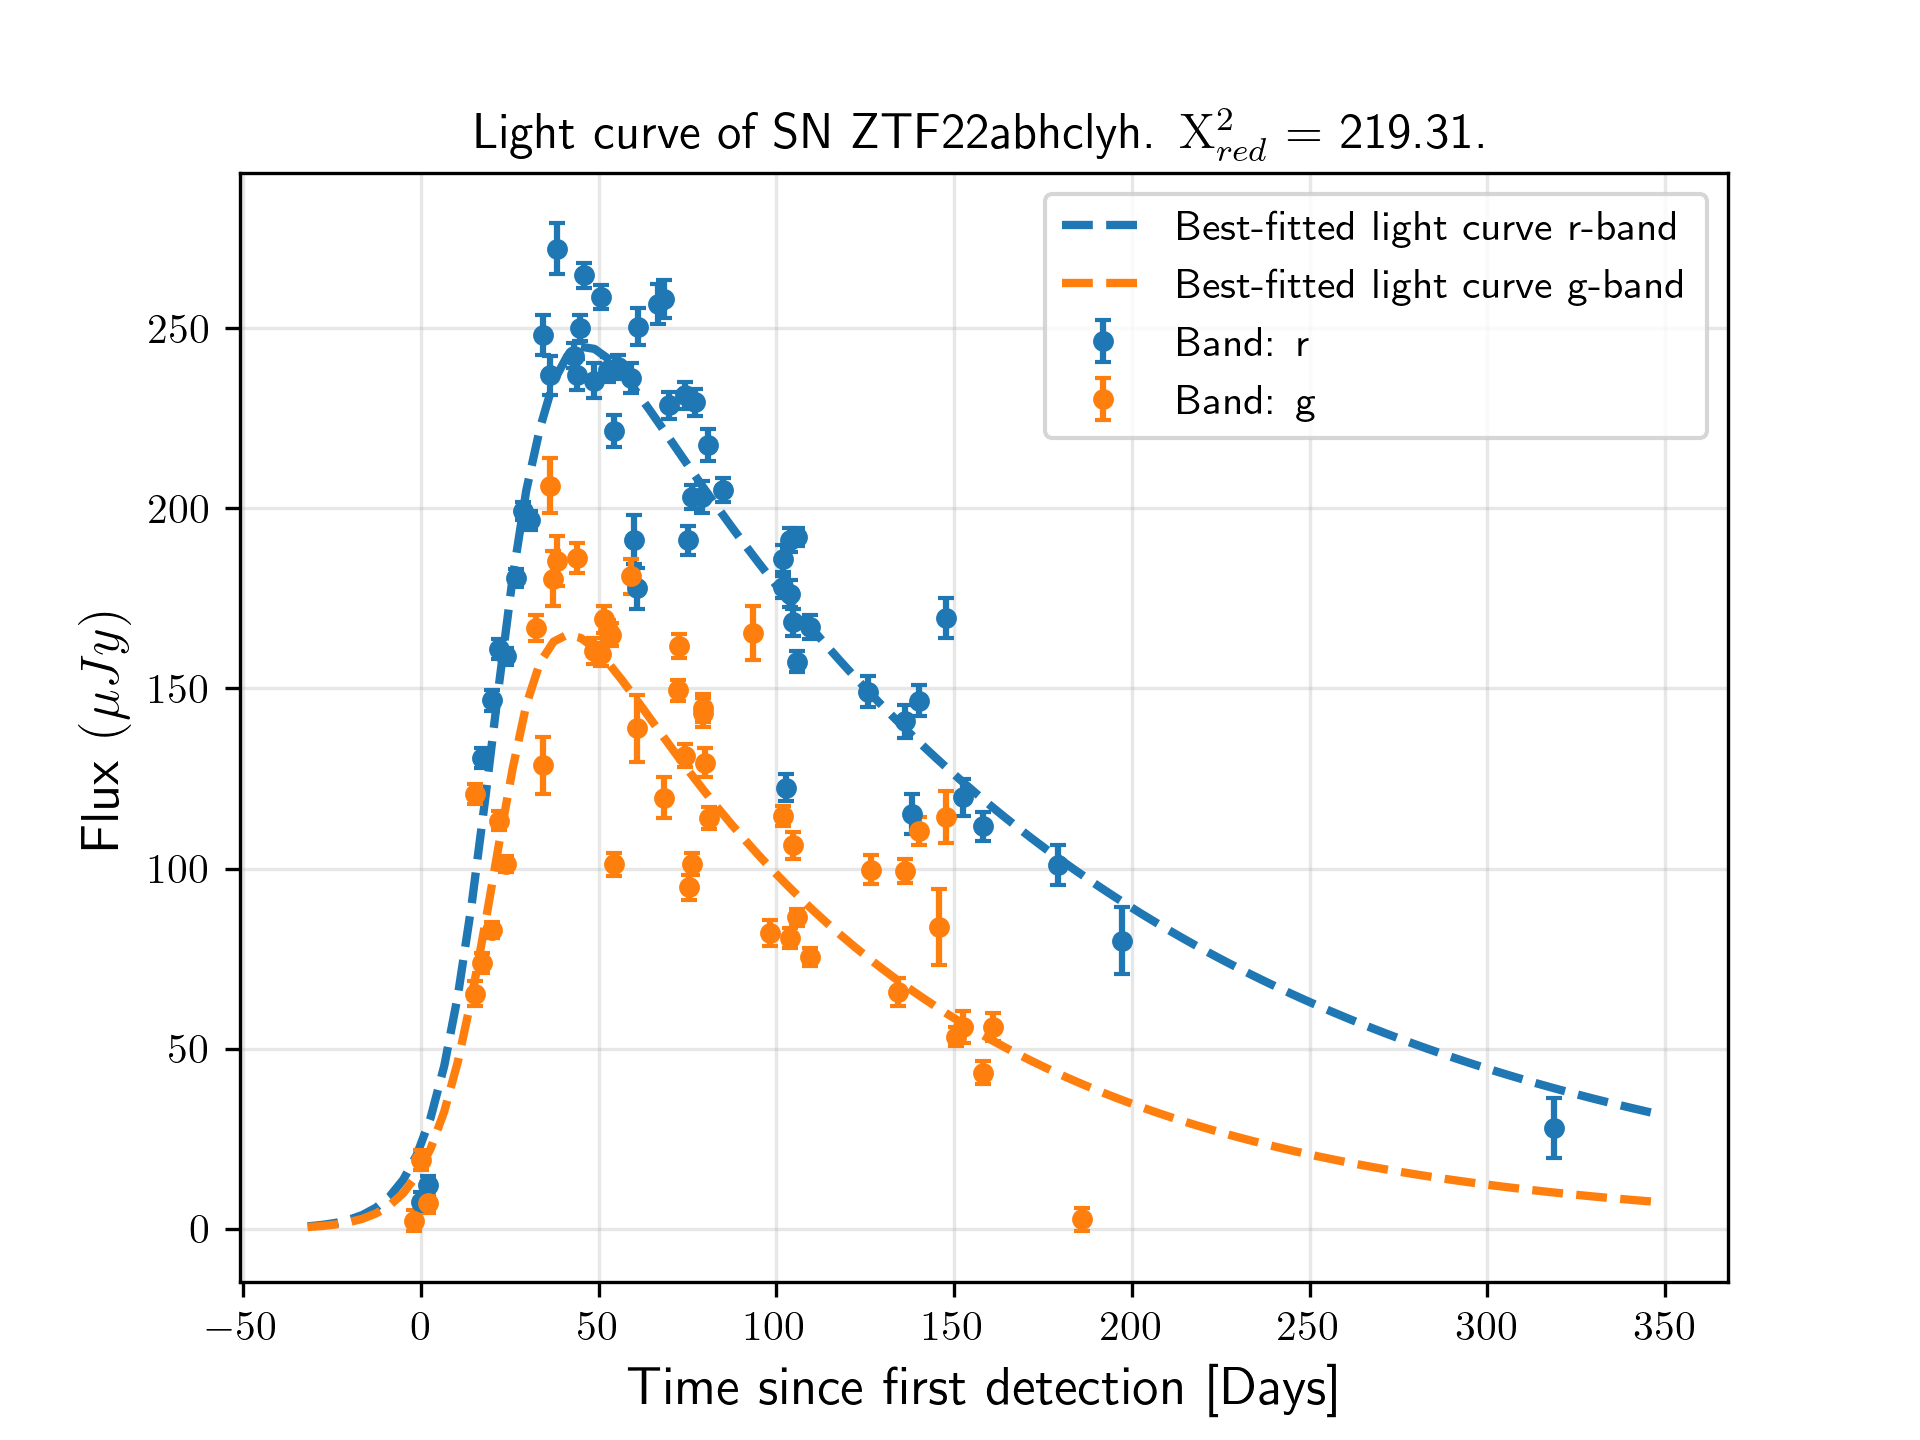 Light curve of SN ZTF22abhclyh. X²_red = 219.31.
Best-fitted light curve r-band
Best-fitted light curve g-band
Band: r
Band: g
Flux (μJy)
250
200
150
100
50
0
−50 0 50 100 150 200 250 300 350
Time since first detection [Days]